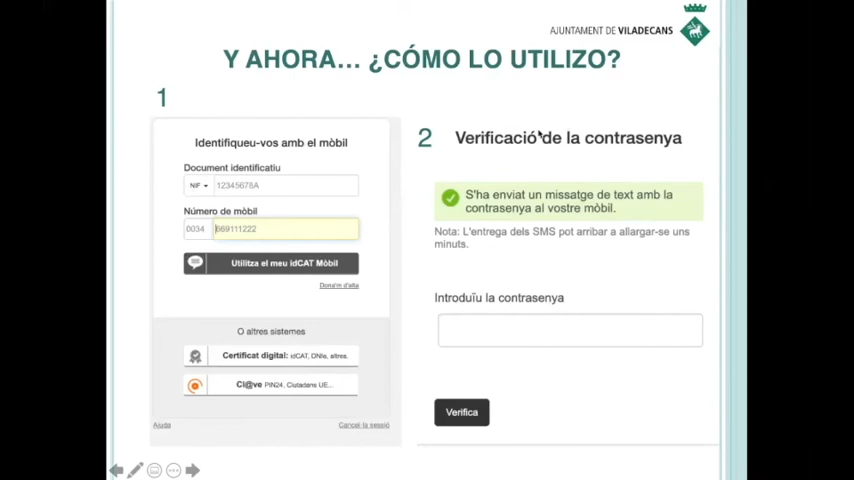 AJUNTAMENT DE VILADECANS
Y AHORA... ¿CÓMO LO UTILIZO?
1
Identifiqueu-vos amb el mòbil
Document identificatiu
NIF
12345678A
Número de mòbil
0034
669111222
Utilitza el meu idCAT Mòbil
Dona'm d'alta
O altres sistemes
Certificat digital: idCAT, DNIe, altres.
Cl@ve PIN24, Ciutadans UE...
Ajuda
Cancel·la sessió
2
Verificació de la contrasenya
S'ha enviat un missatge de text amb la
contrasenya al vostre mòbil.
Nota: L'entrega dels SMS pot arribar a allargar-se uns
minuts.
Introduïu la contrasenya
Verifica